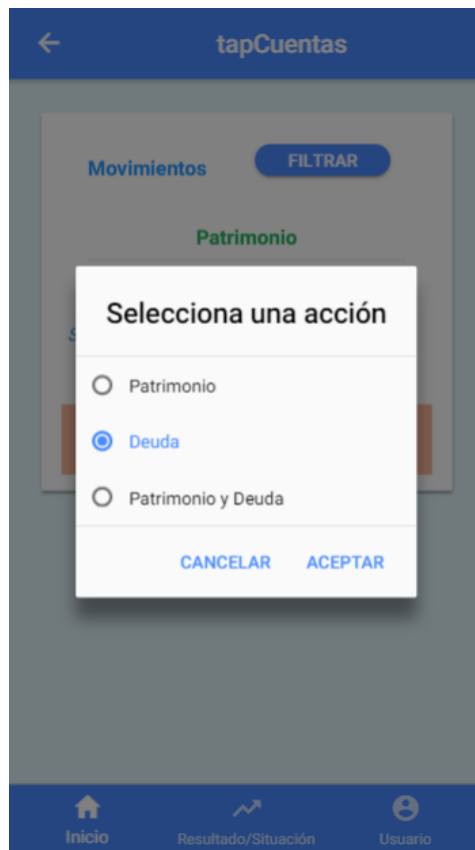 tapCuentas
Movimientos
FILTRAR
Patrimonio
Selecciona una acción
Patrimonio
Deuda
Patrimonio y Deuda
CANCELAR ACEPTAR
Inicio
Resultado/Situación
Usuario